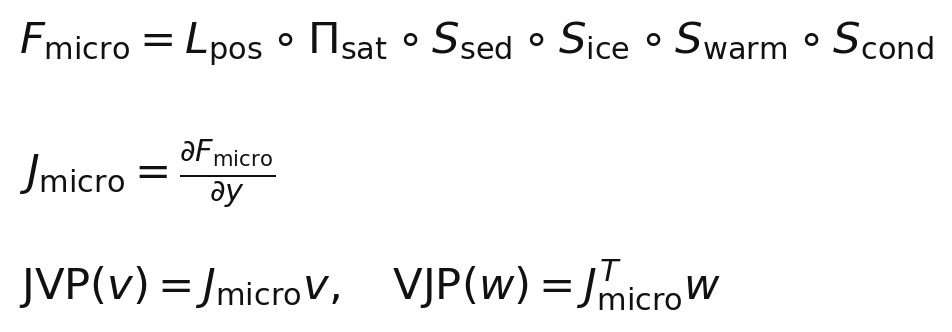 F_micro = L_pos ∘ Π_sat ∘ S_sed ∘ S_ice ∘ S_warm ∘ S_cond
J_micro = ∂F_micro / ∂y
JVP(v) = J_micro v, VJP(w) = J_micro^T w